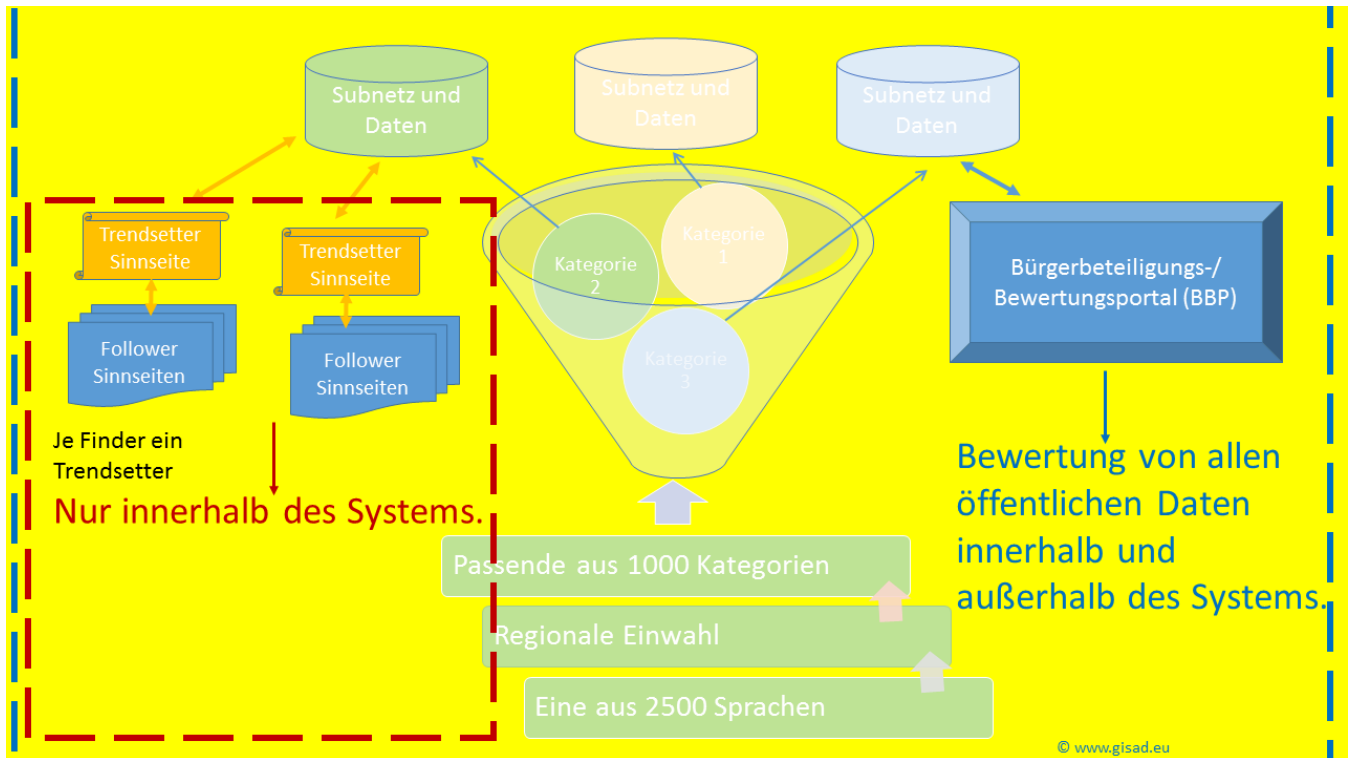 Subnetz und
Daten
Subnetz und
Daten
Subnetz und
Daten
Trendsetter
Sinnseite
Trendsetter
Sinnseite
Follower
Sinnseiten
Follower
Sinnseiten
Kategorie
1
Kategorie
2
Kategorie
3
Bürgerbeteiligungs-/
Bewertungsportal (BBP)
Je Finder ein
Trendsetter
Nur innerhalb des Systems.
Bewertung von allen
öffentlichen Daten
innerhalb und
außerhalb des Systems.
Passende aus 1000 Kategorien
Regionale Einwahl
Eine aus 2500 Sprachen
© www.gisad.eu